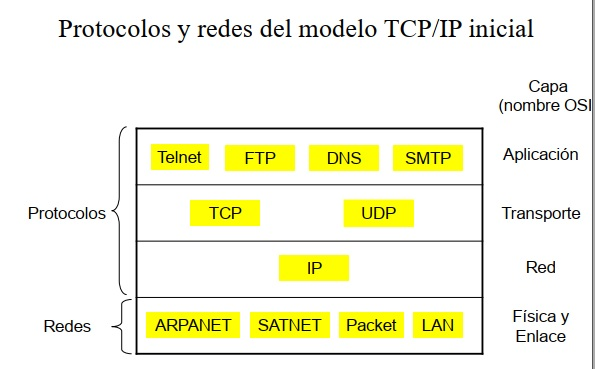 Protocolos y redes del modelo TCP/IP inicial
Capa
(nombre OSI
Telnet FTP DNS SMTP Aplicación
Protocolos TCP UDP Transporte
IP Red
Redes ARPANET SATNET Packet LAN Física y
Enlace